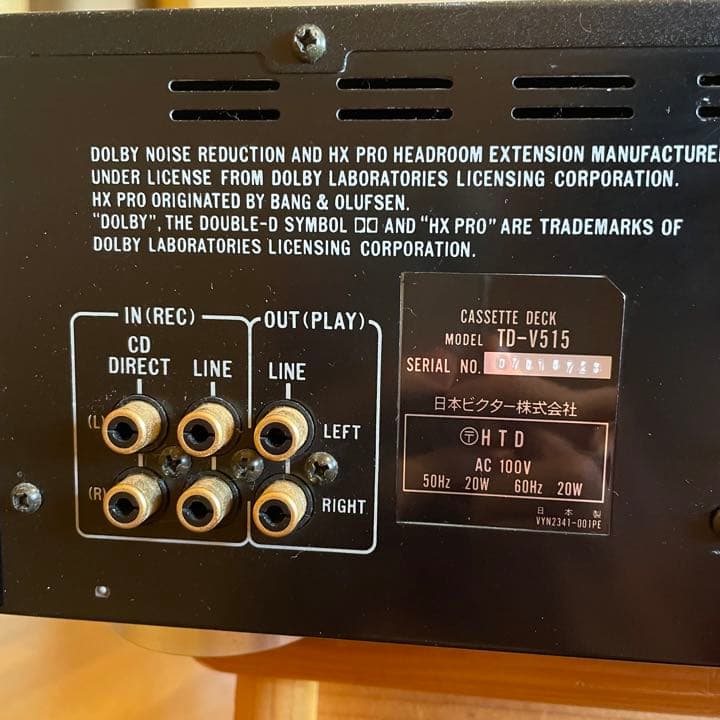 DOLBY NOISE REDUCTION AND HX PRO HEADROOM EXTENSION MANUFACTURE
UNDER LICENSE FROM DOLBY LABORATORIES LICENSING CORPORATION.
HX PRO ORIGINATED BY BANG & OLUFSEN.
"DOLBY", THE DOUBLE-D SYMBOL AND "HX PRO" ARE TRADEMARKS OF
DOLBY LABORATORIES LICENSING CORPORATION.
IN (REC)
OUT (PLAY)
CD
DIRECT
LINE
LINE
(L)
LEFT
(R)
RIGHT
CASSETTE DECK
MODEL TD-V515
SERIAL NO.
日本ビクター株式会社
〒HTD
AC 100V
50Hz 20W 60Hz 20W
日本製
VYN2341-001PE